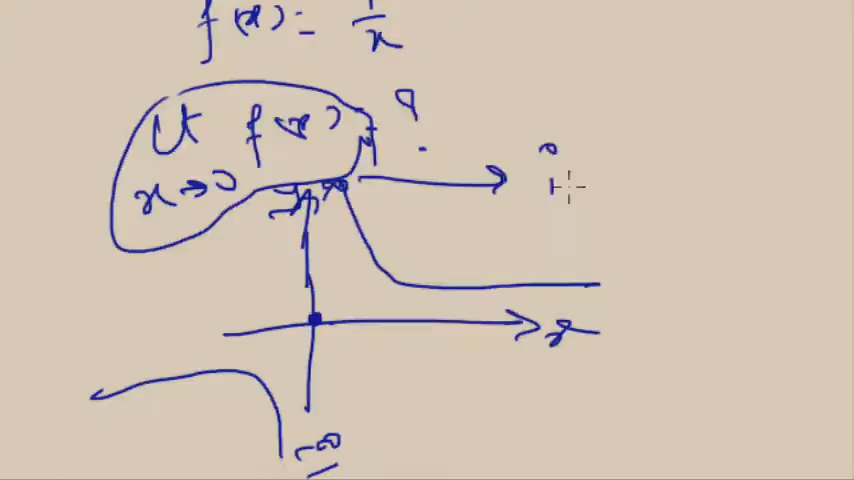 f(x) = 1/x
Lt f(x) ?
x→0
x
-∞